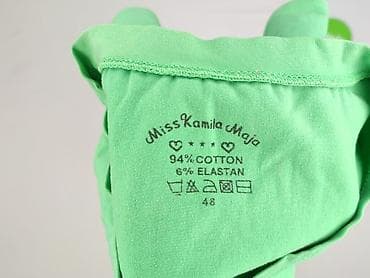 Miss Kamila Maja
♡ * * * ♡
94% COTTON
6% ELASTAN
48